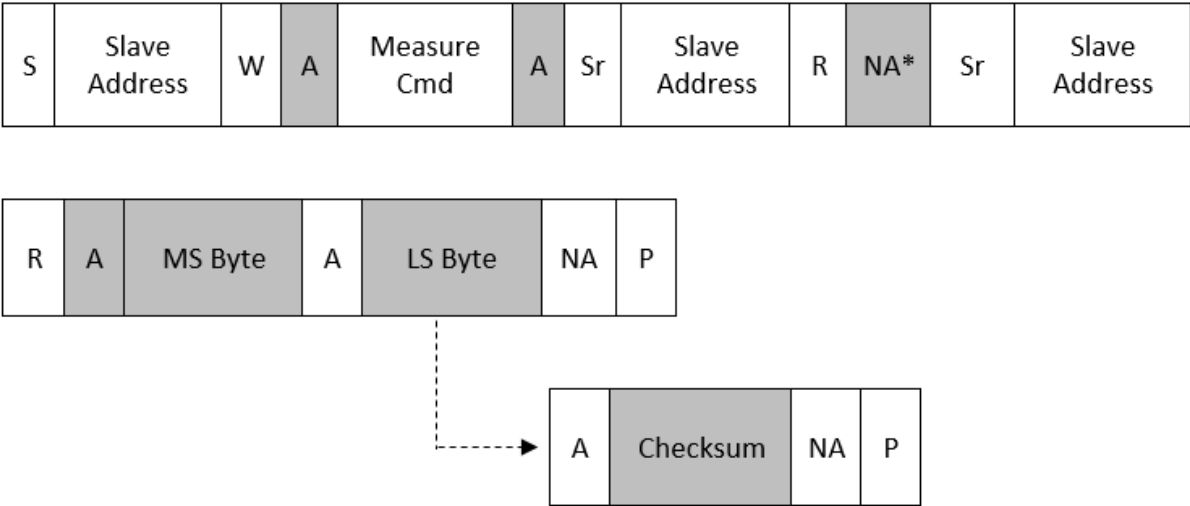 S Slave Address W A Measure Cmd A Sr Slave Address R NA* Sr Slave Address
R A MS Byte A LS Byte NA P
A Checksum NA P